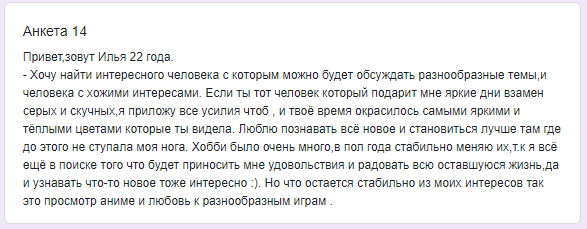 Анкета 14
Привет,зовут Илья 22 года.
- Хочу найти интересного человека с которым можно будет обсуждать разнообразные темы,и
человека с хожими интересами. Если ты тот человек который подарит мне яркие дни взамен
серых и скучных,я приложу все усилия чтоб , и твоё время окрасилось самыми яркими и
тёплыми цветами которые ты видела. Люблю познавать всё новое и становиться лучше там где
до этого не ступала моя нога. Хобби было очень много,в пол года стабильно меняю их,т.к я всё
ещё в поиске того что будет приносить мне удовольствия и радовать всю оставшуюся жизнь,да
и узнавать что-то новое тоже интересно :). Но что остается стабильно из моих интересов так
это просмотр аниме и любовь к разнообразным играм .